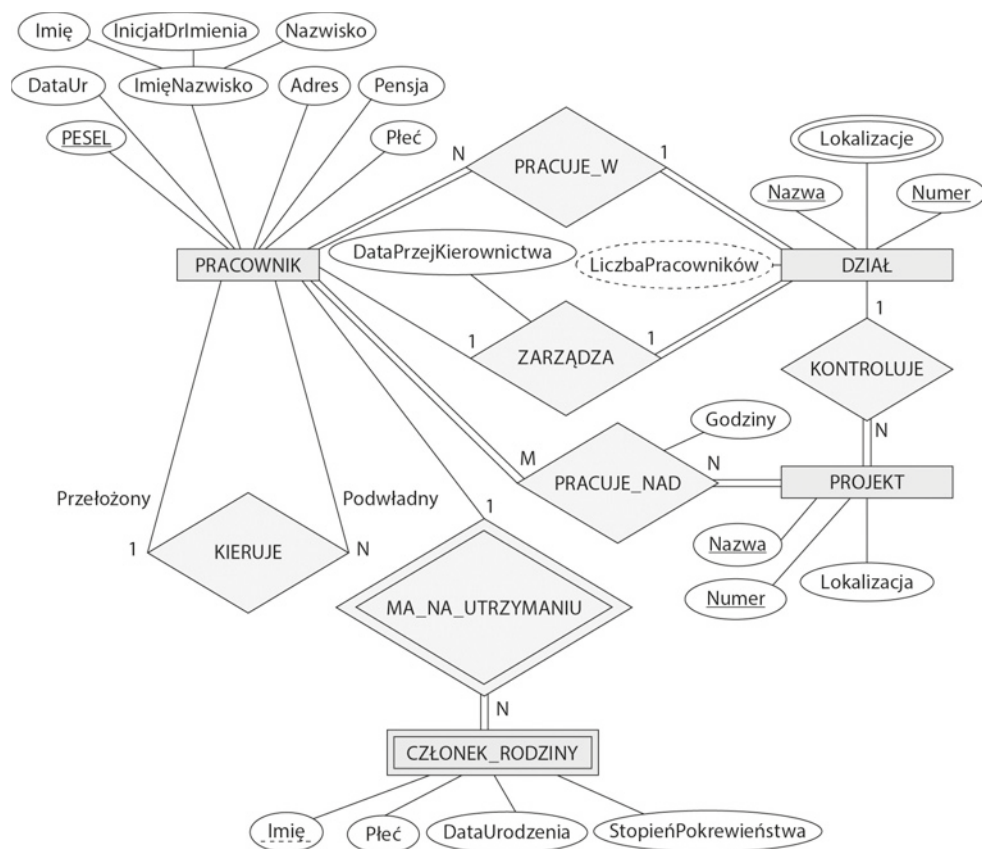 Imię
InicjałDrImienia
Nazwisko
DataUr
ImięNazwisko
Adres
Pensja
PESEL
Płeć
N
PRACUJE_W
1
Lokalizacje
Nazwa
Numer
PRACOWNIK
DataPrzejKierownictwa
LiczbaPracowników
DZIAŁ
1
ZARZĄDZA
1
1
KONTROLUJE
N
Godziny
M
PRACUJE_NAD
N
PROJEKT
Przełożony
Podwładny
1
KIERUJE
N
1
Nazwa
Numer
Lokalizacja
MA_NA_UTRZYMANIU
N
CZŁONEK_RODZINY
Imię
Płeć
DataUrodzenia
StopieńPokrewieństwa